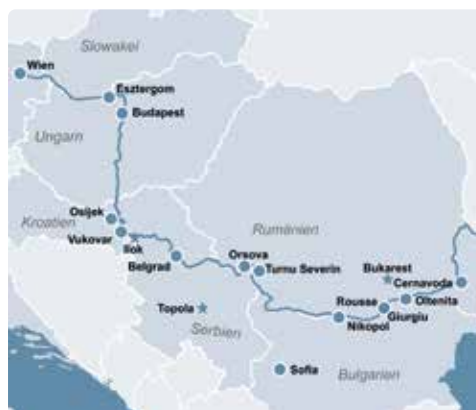 Slowakei
Wien
Esztergom
Budapest
Ungarn
Osijek
Kroatien
Vukovar
Ilok
Belgrad
Rumänien
Orsova
Turnu Severin
Bukarest
Cernavoda
Topola
Rousse
Oltenita
Giurgiu
Nikopol
Serbien
Sofia
Bulgarien